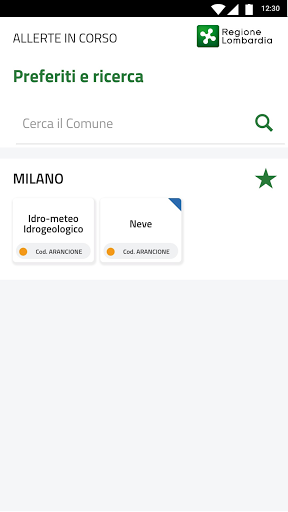 12:30
ALLERTE IN CORSO
Regione
Lombardia
Preferiti e ricerca
Cerca il Comune
MILANO
Idro-meteo
Idrogeologico
Cod. ARANCIONE
Neve
Cod. ARANCIONE